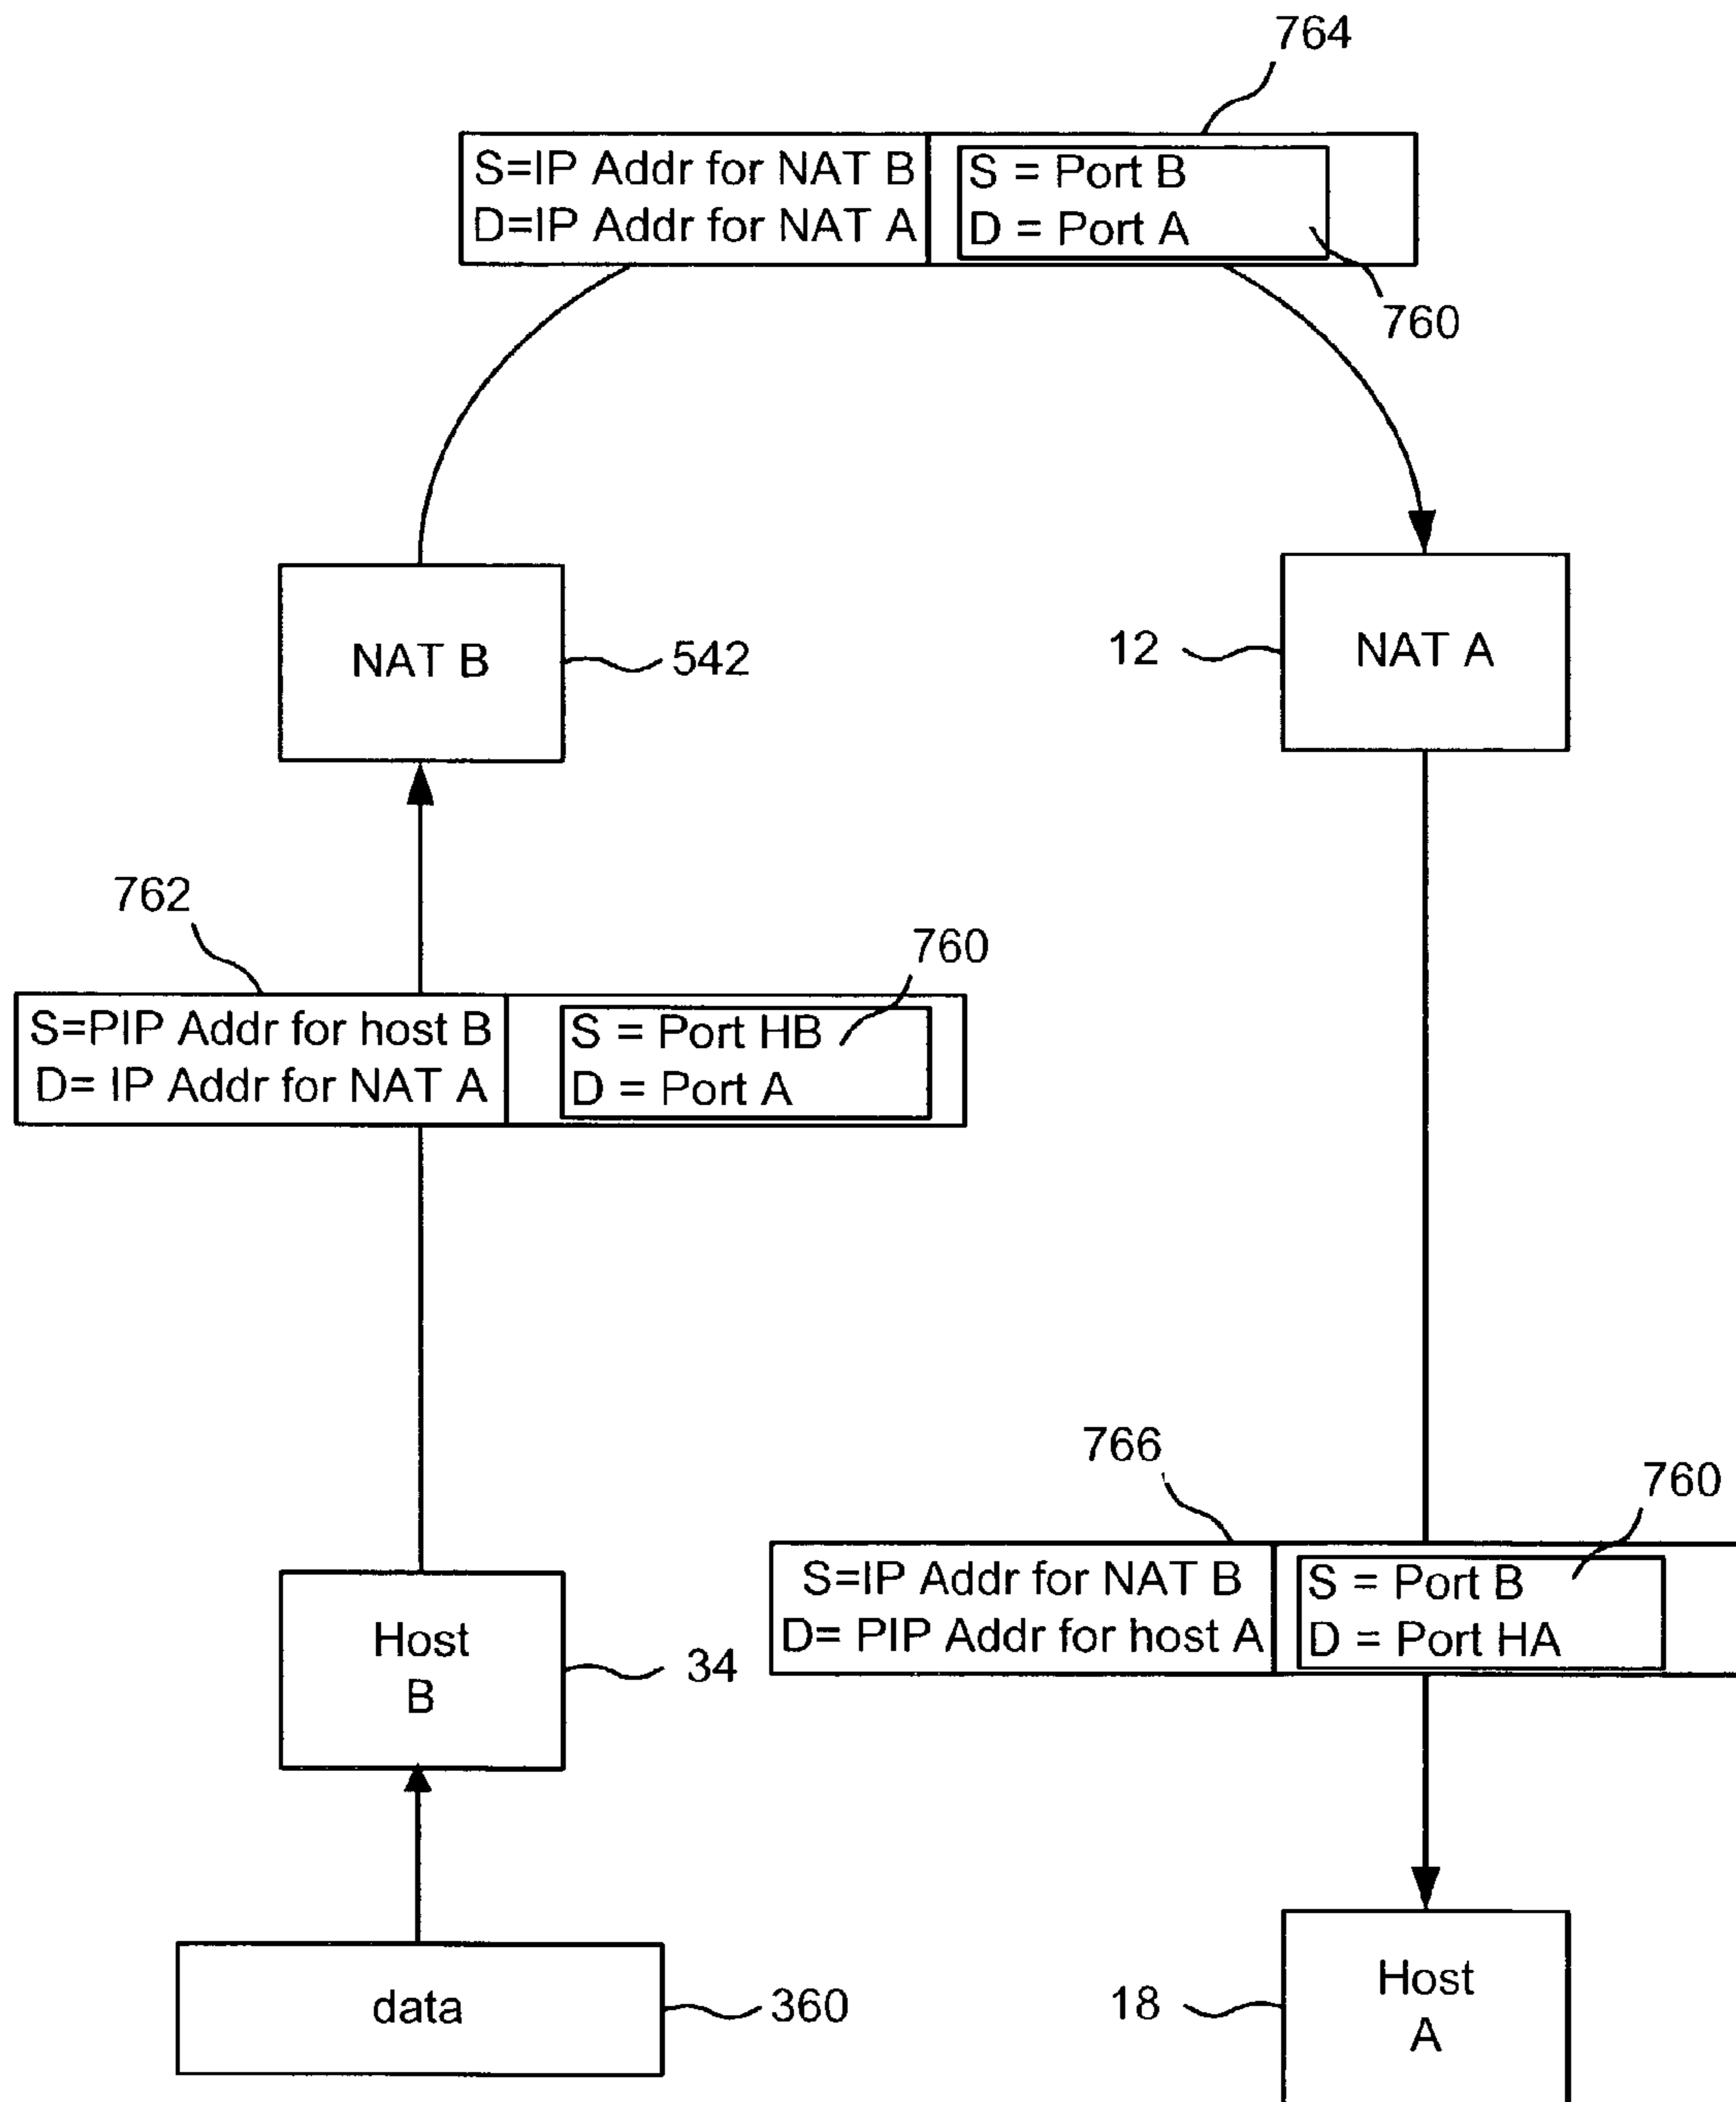 764
S=IP Addr for NAT B
D=IP Addr for NAT A
S = Port B
D = Port A
760
NAT B
542
12
NAT A
762
760
S=PIP Addr for host B
D= IP Addr for NAT A
S = Port HB
D = Port A
766
760
S=IP Addr for NAT B
D= PIP Addr for host A
S = Port B
D = Port HA
Host
B
34
data
360
18
Host
A